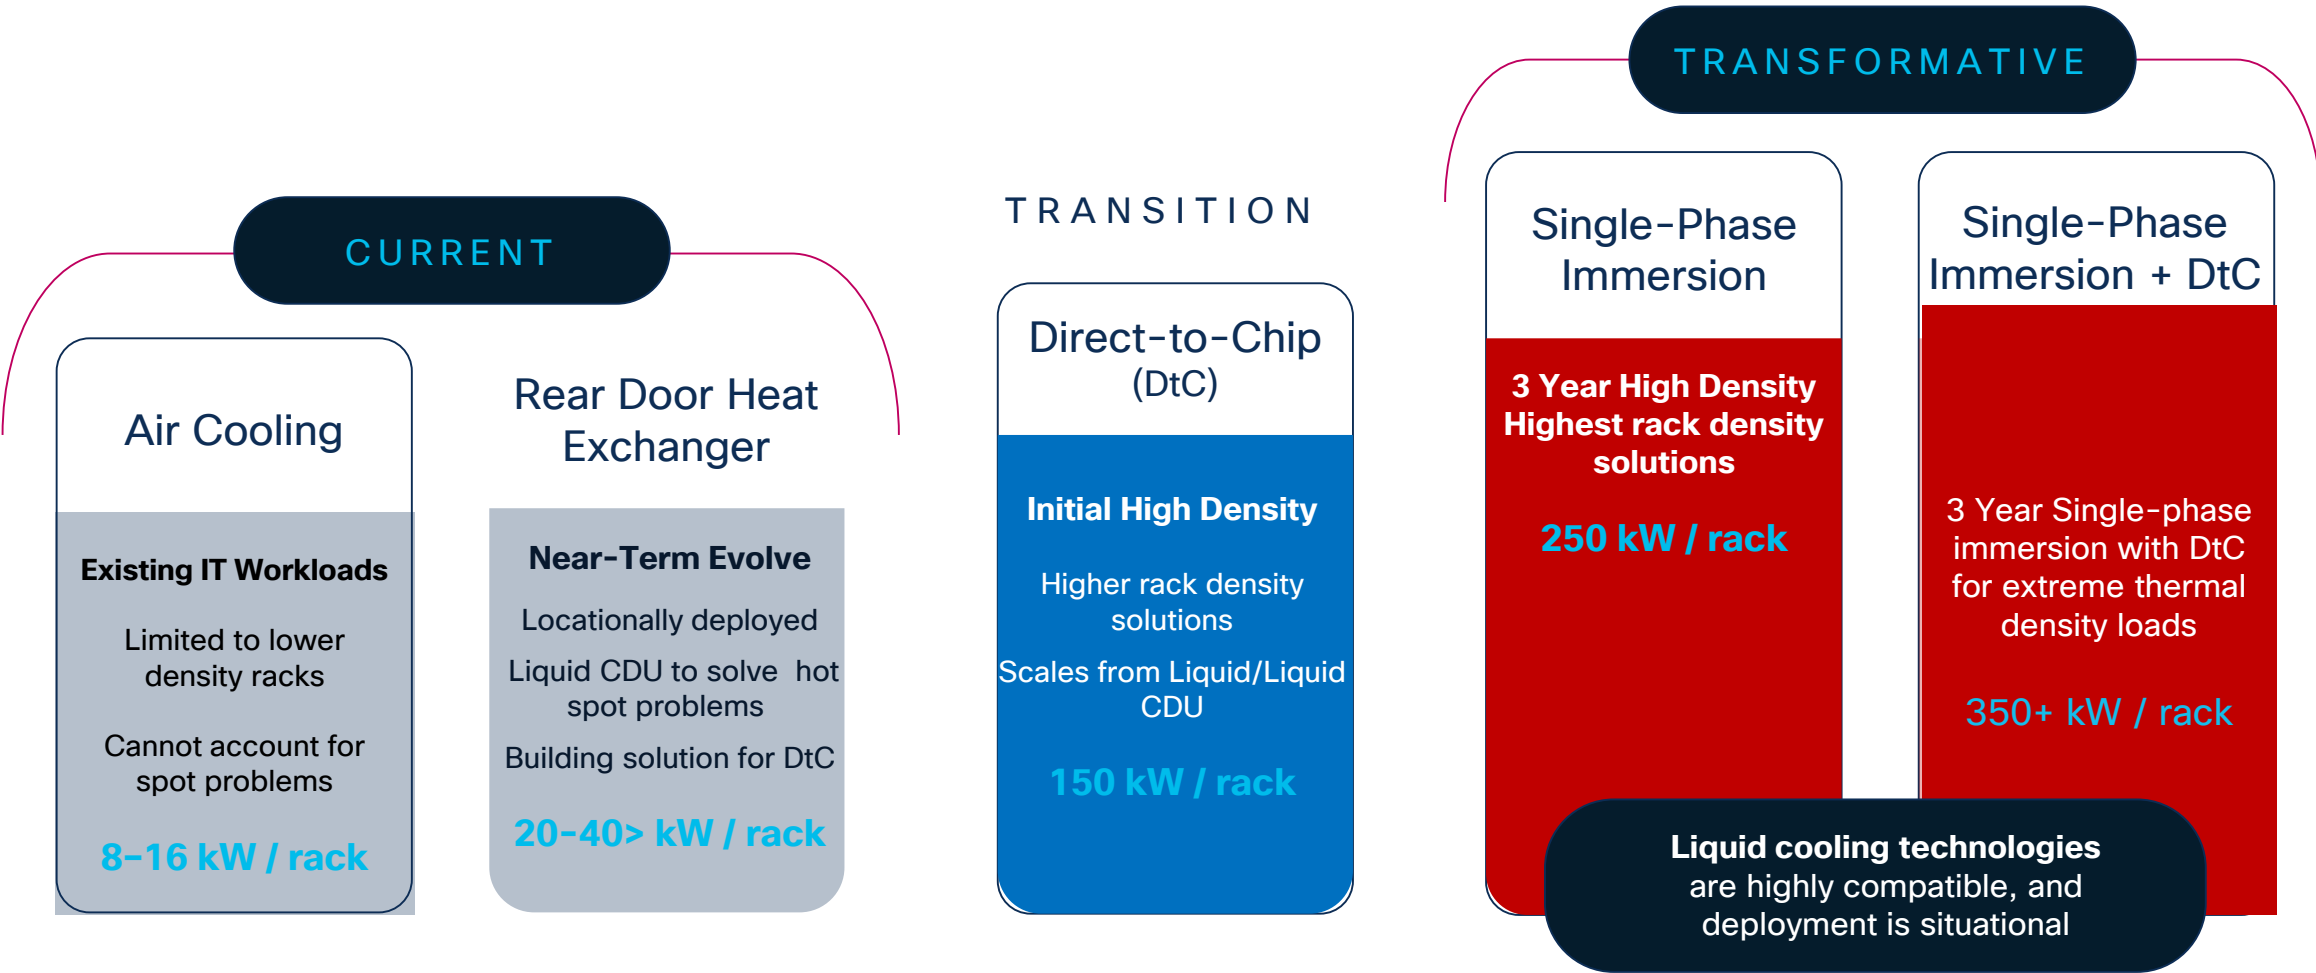 CURRENT
Air Cooling
Existing IT Workloads
Limited to lower
density racks
Cannot account for
spot problems
8-16 kW / rack
Rear Door Heat
Exchanger
Near-Term Evolve
Locationally deployed
Liquid CDU to solve  hot
spot problems
Building solution for DtC
20-40> kW / rack
TRANSITION
Direct-to-Chip
(DtC)
Initial High Density
Higher rack density
solutions
Scales from Liquid/Liquid
CDU
150 kW / rack
TRANSFORMATIVE
Single-Phase
Immersion
3 Year High Density
Highest rack density
solutions
250 kW / rack
Single-Phase
Immersion + DtC
3 Year Single-phase
immersion with DtC
for extreme thermal
density loads
350+ kW / rack
Liquid cooling technologies
are highly compatible, and
deployment is situational